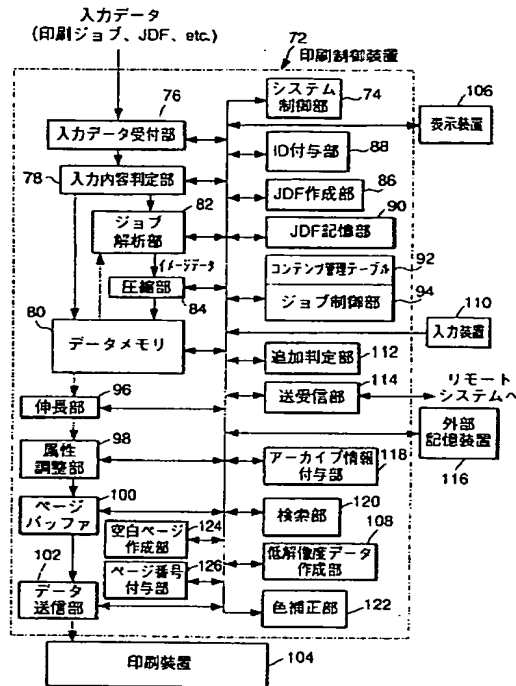 入力データ
(印刷ジョブ、JDF、etc.)
72
印刷制御装置
76
入力データ受付部
78
入力内容判定部
82
ジョブ
解析部
イメージデータ
圧縮部
84
80
データメモリ
96
伸長部
98
属性
調整部
100
ページ
バッファ
102
データ
送信部
印刷装置
104
システム
制御部
74
ID付与部
88
JDF作成部
86
JDF記憶部
90
コンテンツ管理テーブル
92
ジョブ制御部
94
追加判定部
112
送受信部
114
アーカイブ情報
付与部
118
検索部
120
空白ページ
作成部
124
低解像度データ
作成部
108
ページ番号
付与部
126
色補正部
122
106
表示装置
110
入力装置
リモート
システムへ
外部
記憶装置
116